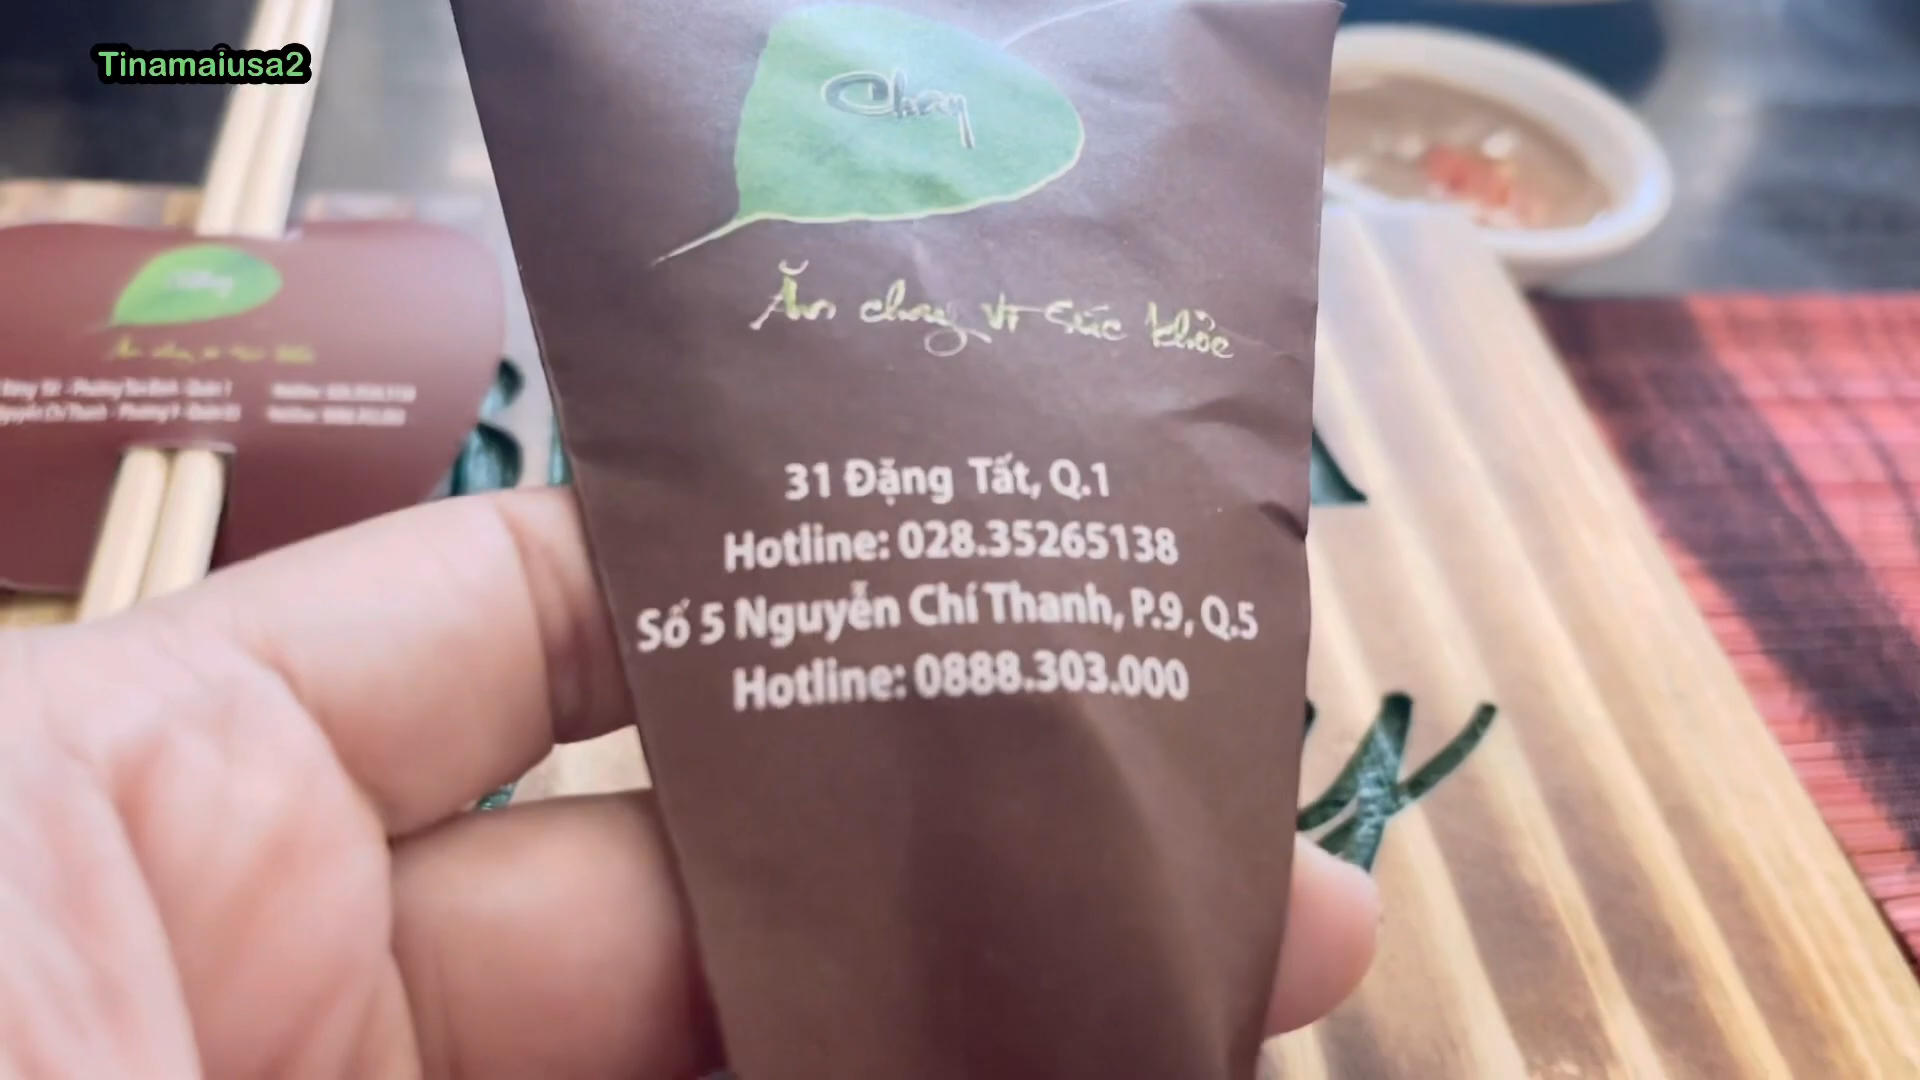 Tinamaiusa2
Chay
Ăn chay vì sức khỏe
31 Đặng Tất, Q.1
Hotline: 028.35265138
Số 5 Nguyễn Chí Thanh, P.9, Q.5
Hotline: 0888.303.000